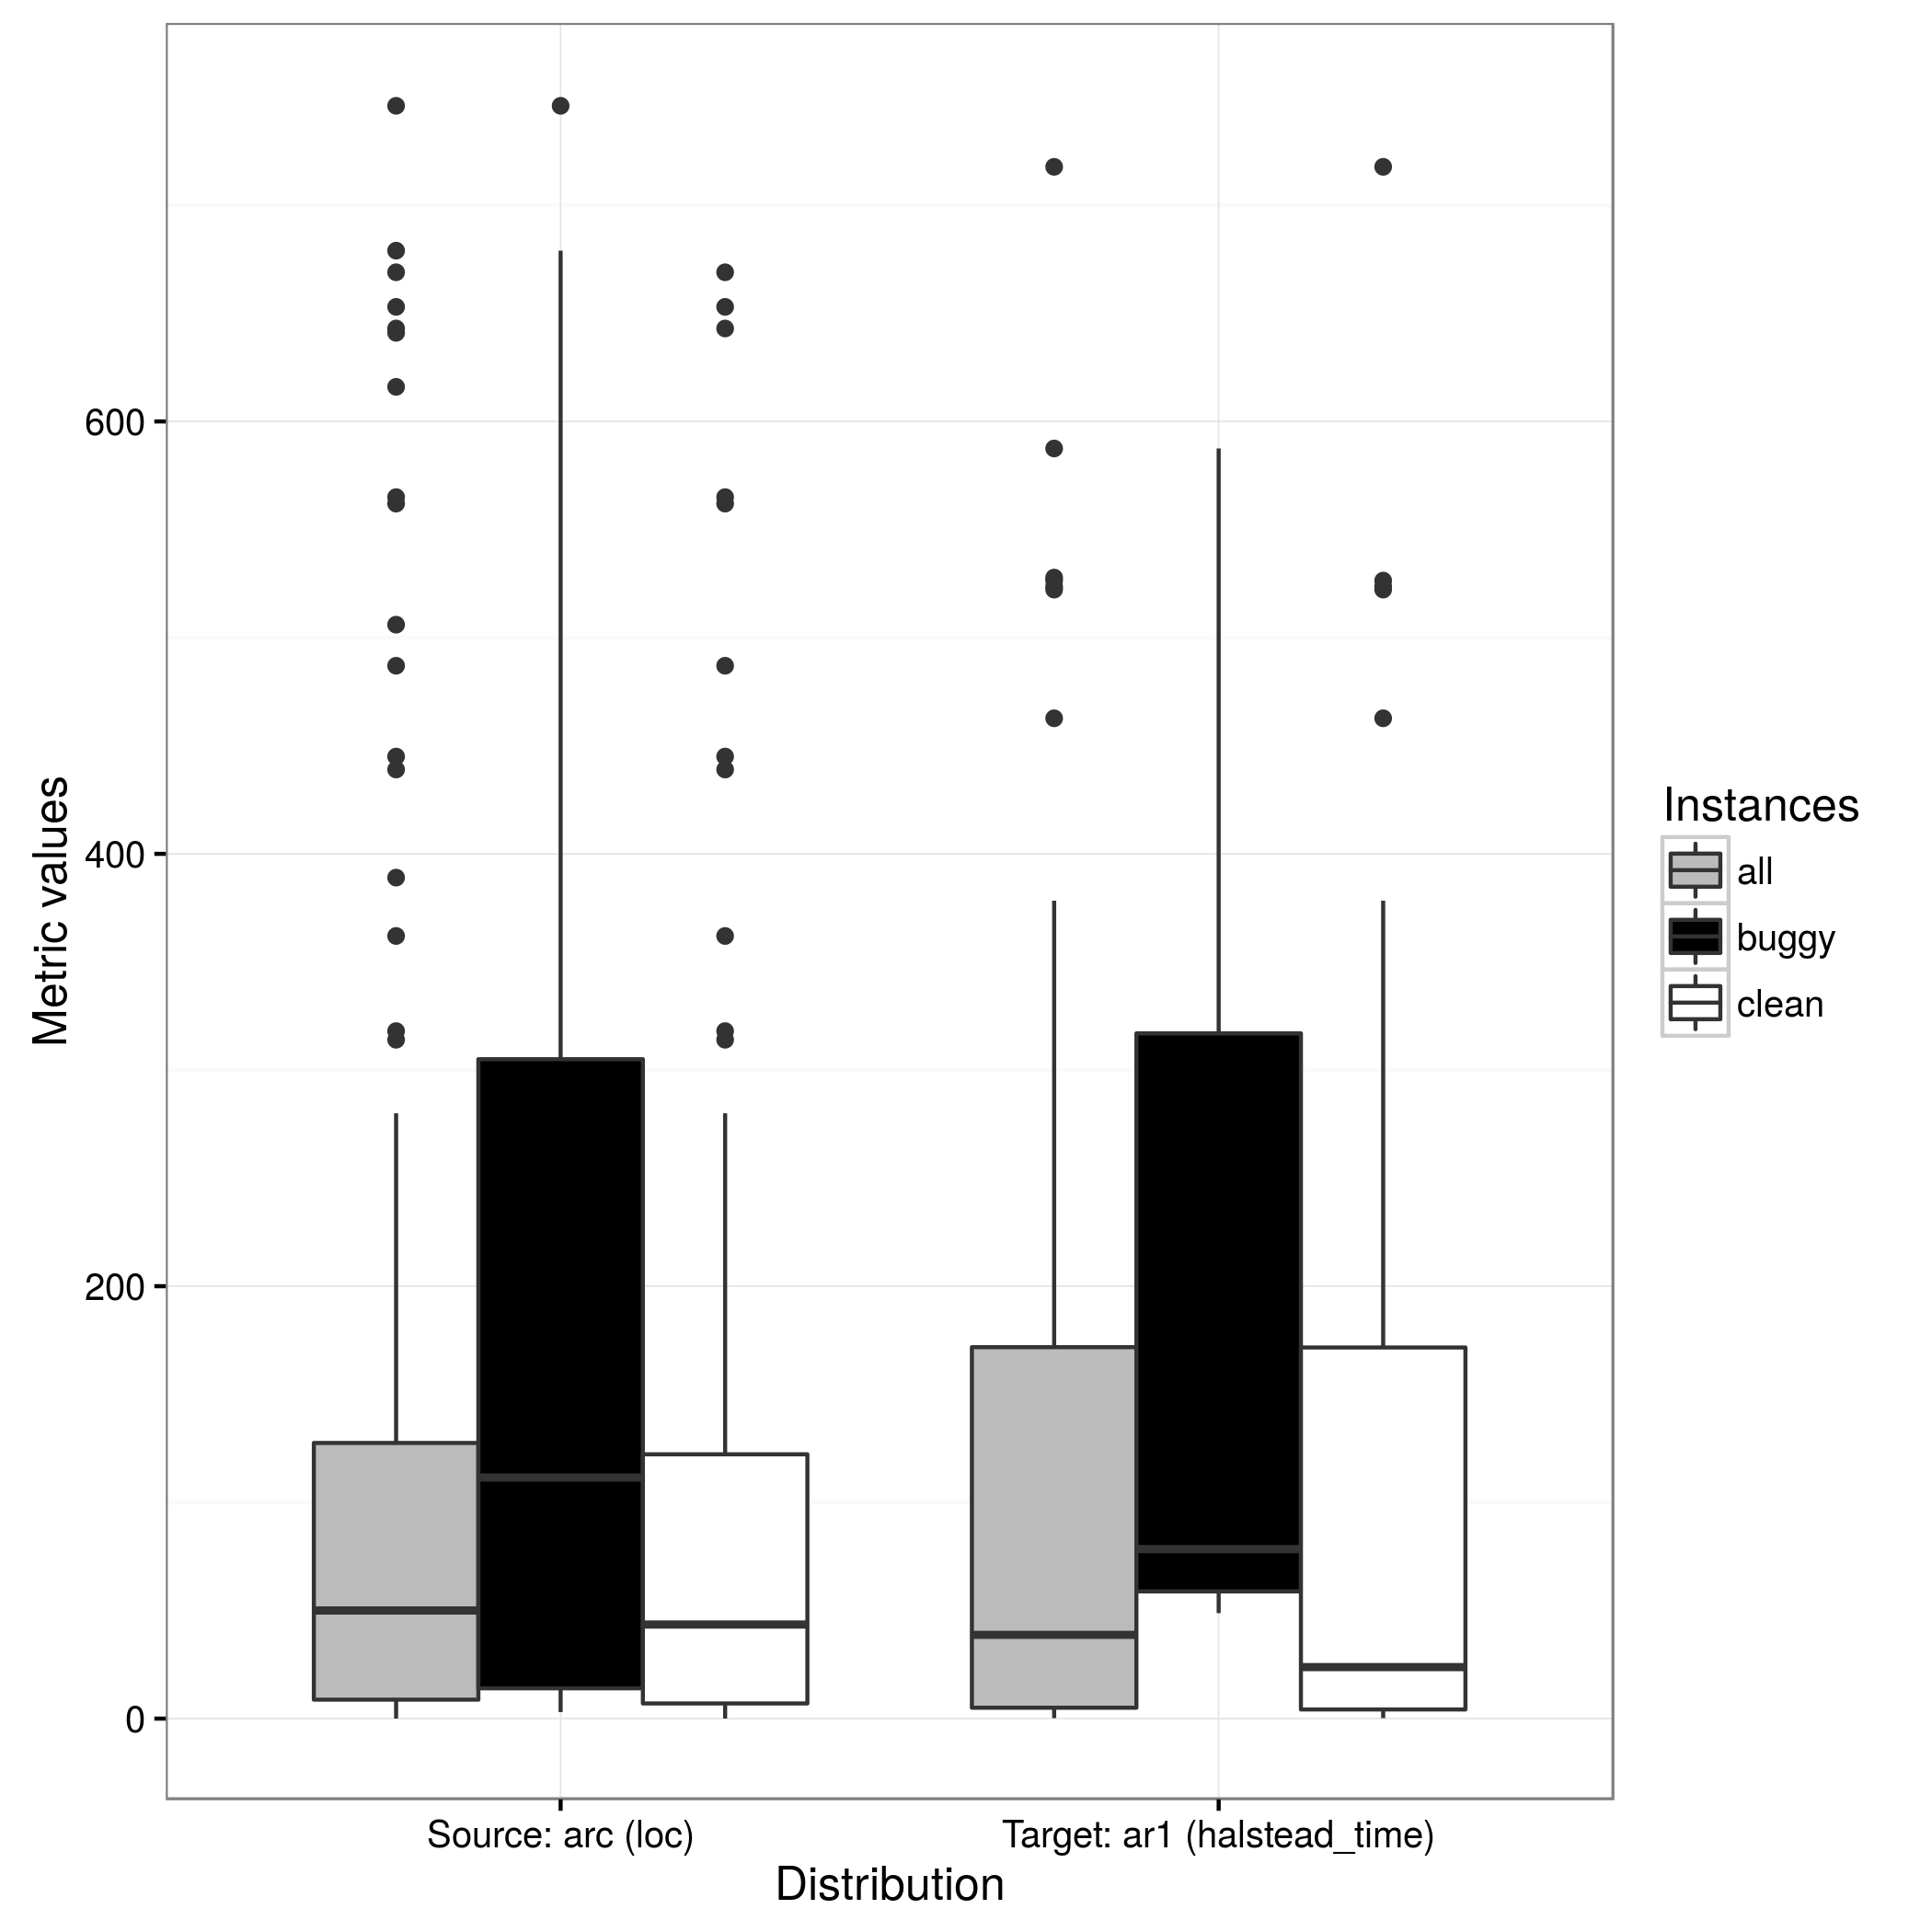 Metric values
600
400
200
0
Source: arc (loc)
Target: ar1 (halstead_time)
Distribution
Instances
all
buggy
clean